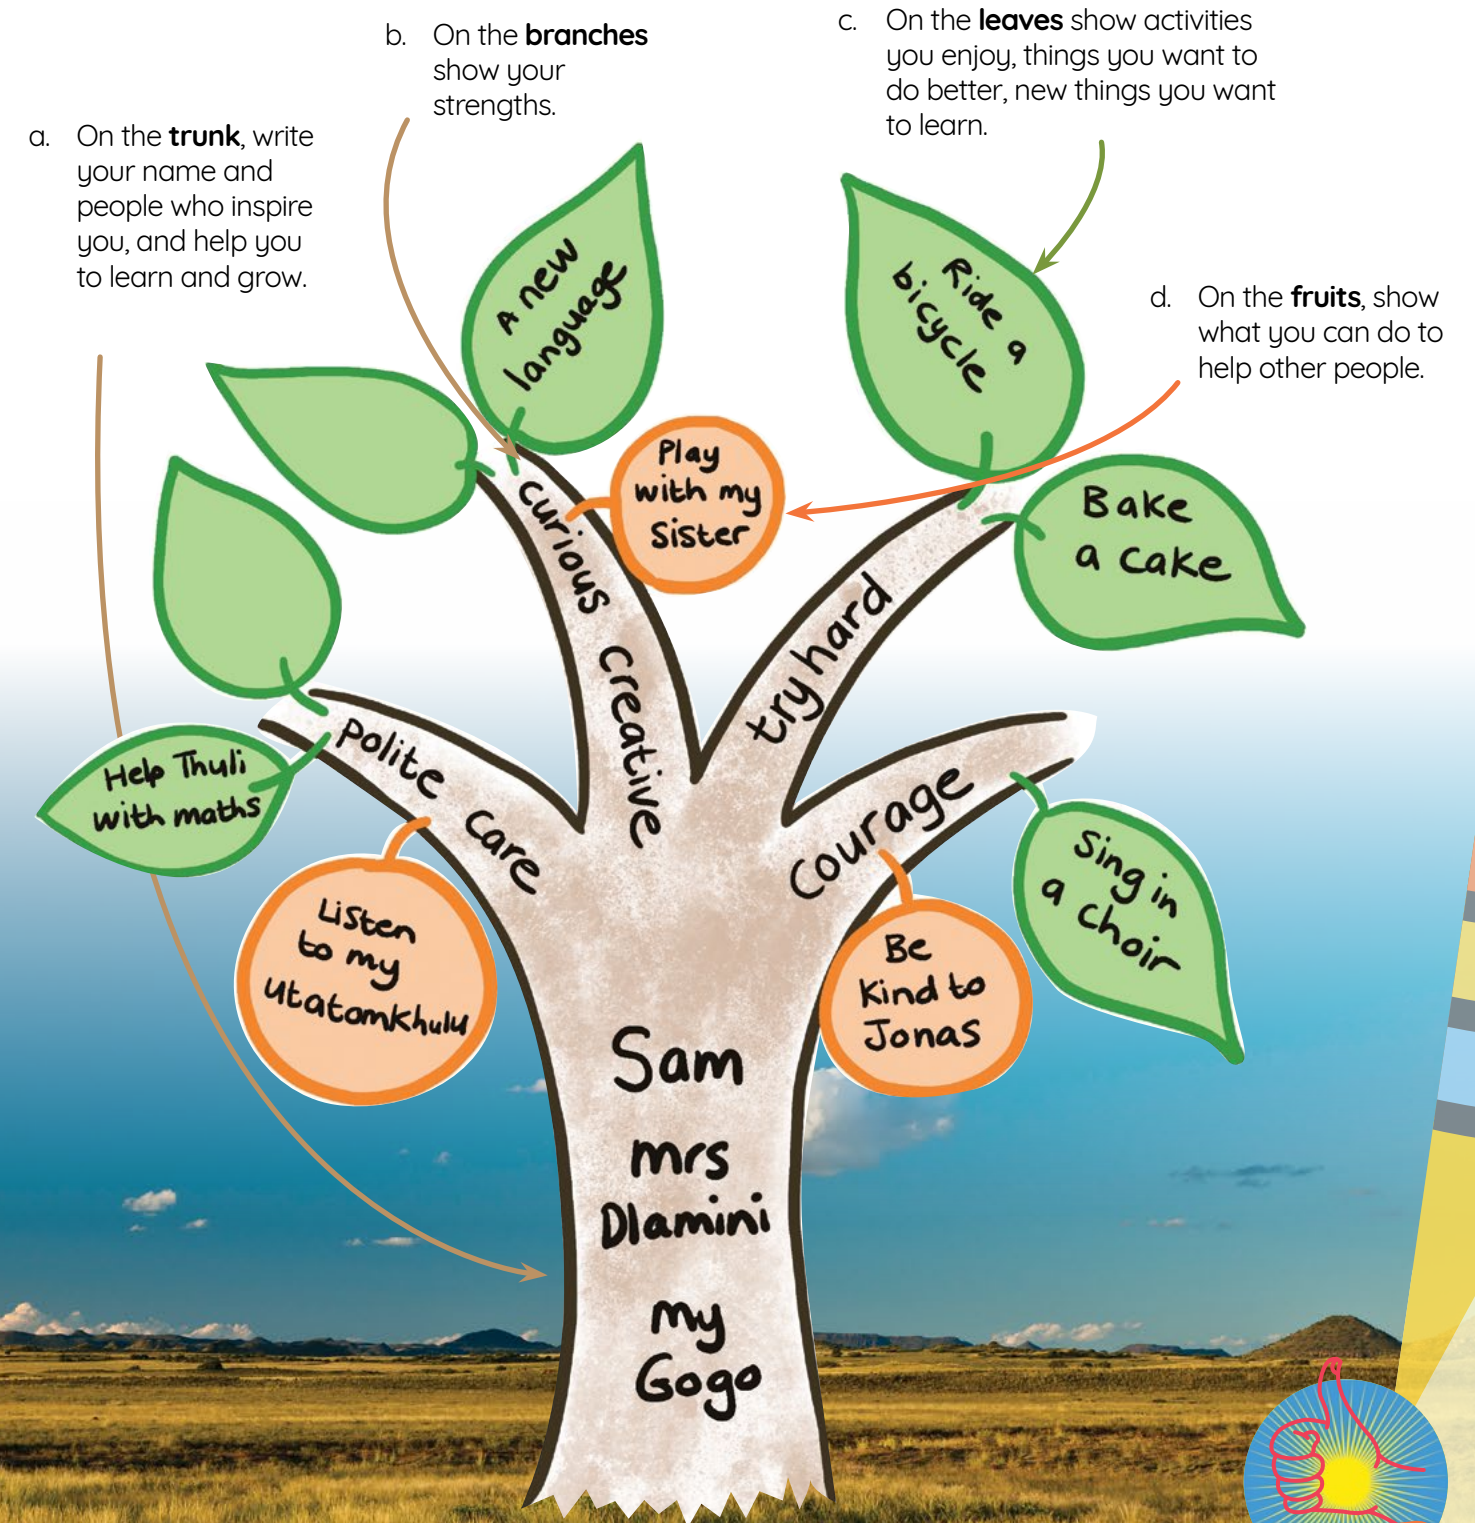 a. On the trunk, write
your name and
people who inspire
you, and help you
to learn and grow.
b. On the branches
show your
strengths.
c. On the leaves show activities
you enjoy, things you want to
do better, new things you want
to learn.
d. On the fruits, show
what you can do to
help other people.
A new
language
Ride a
bicycle
Play
with my
Sister
Bake
a cake
curious creative
try hard
polite care
Courage
Help Thuli
with maths
Listen
to my
utatomkhulu
Be
Kind to
Jonas
Sing in
a choir
Sam
mrs
Dlamini
my
Gogo